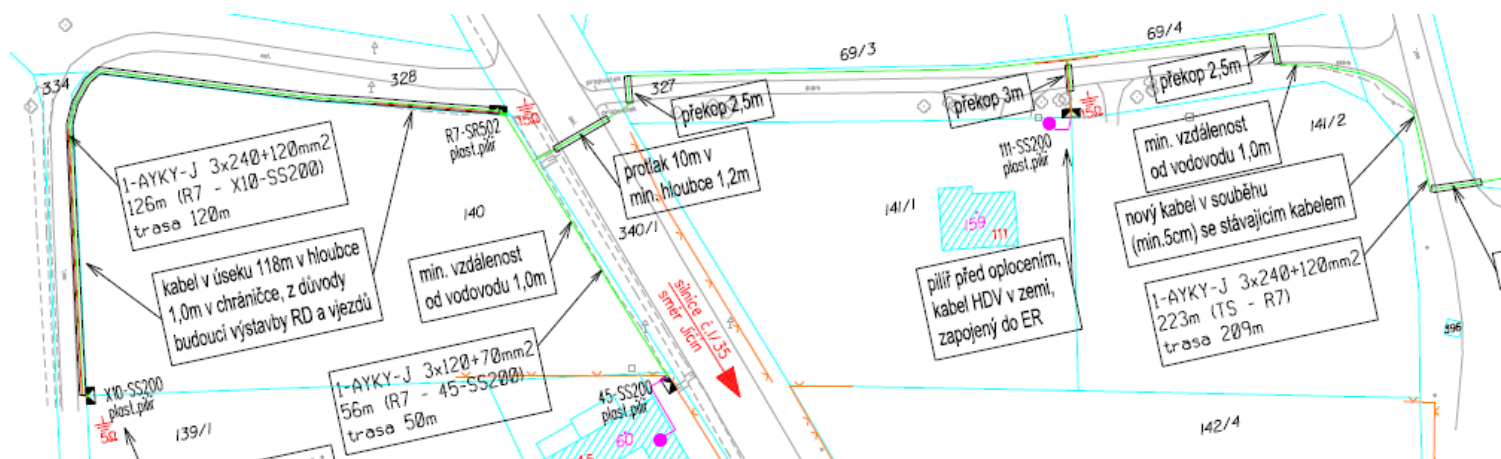 334
328
69/3
69/4
327
překop 2,5m
překop 3m
překop 2,5m
15Ω
R7-SR502
plast.pilíř
protlak 10m v
min. hloubce 1,2m
15Ω
111-SS200
plast.pilíř
min. vzdálenost
od vodovodu 1,0m
141/2
1-AYKY-J 3x240+120mm2
126m (R7 - X10-SS200)
trasa 120m
140
340/1
141/1
159
111
nový kabel v souběhu
(min.5cm) se stávajícím kabelem
kabel v úseku 118m v hloubce
1,0m v chráničce, z důvody
budoucí výstavby RD a vjezdů
min. vzdálenost
od vodovodu 1,0m
silnice č.I/35
směr Jičín
pilíř před oplocením,
kabel HDV v zemi,
zapojený do ER
1-AYKY-J 3x240+120mm2
223m (TS - R7)
trasa 209m
396
X10-SS200
plast.pilíř
5Ω
139/1
1-AYKY-J 3x120+70mm2
56m (R7 - 45-SS200)
trasa 50m
45-SS200
plast.pilíř
60
142/4